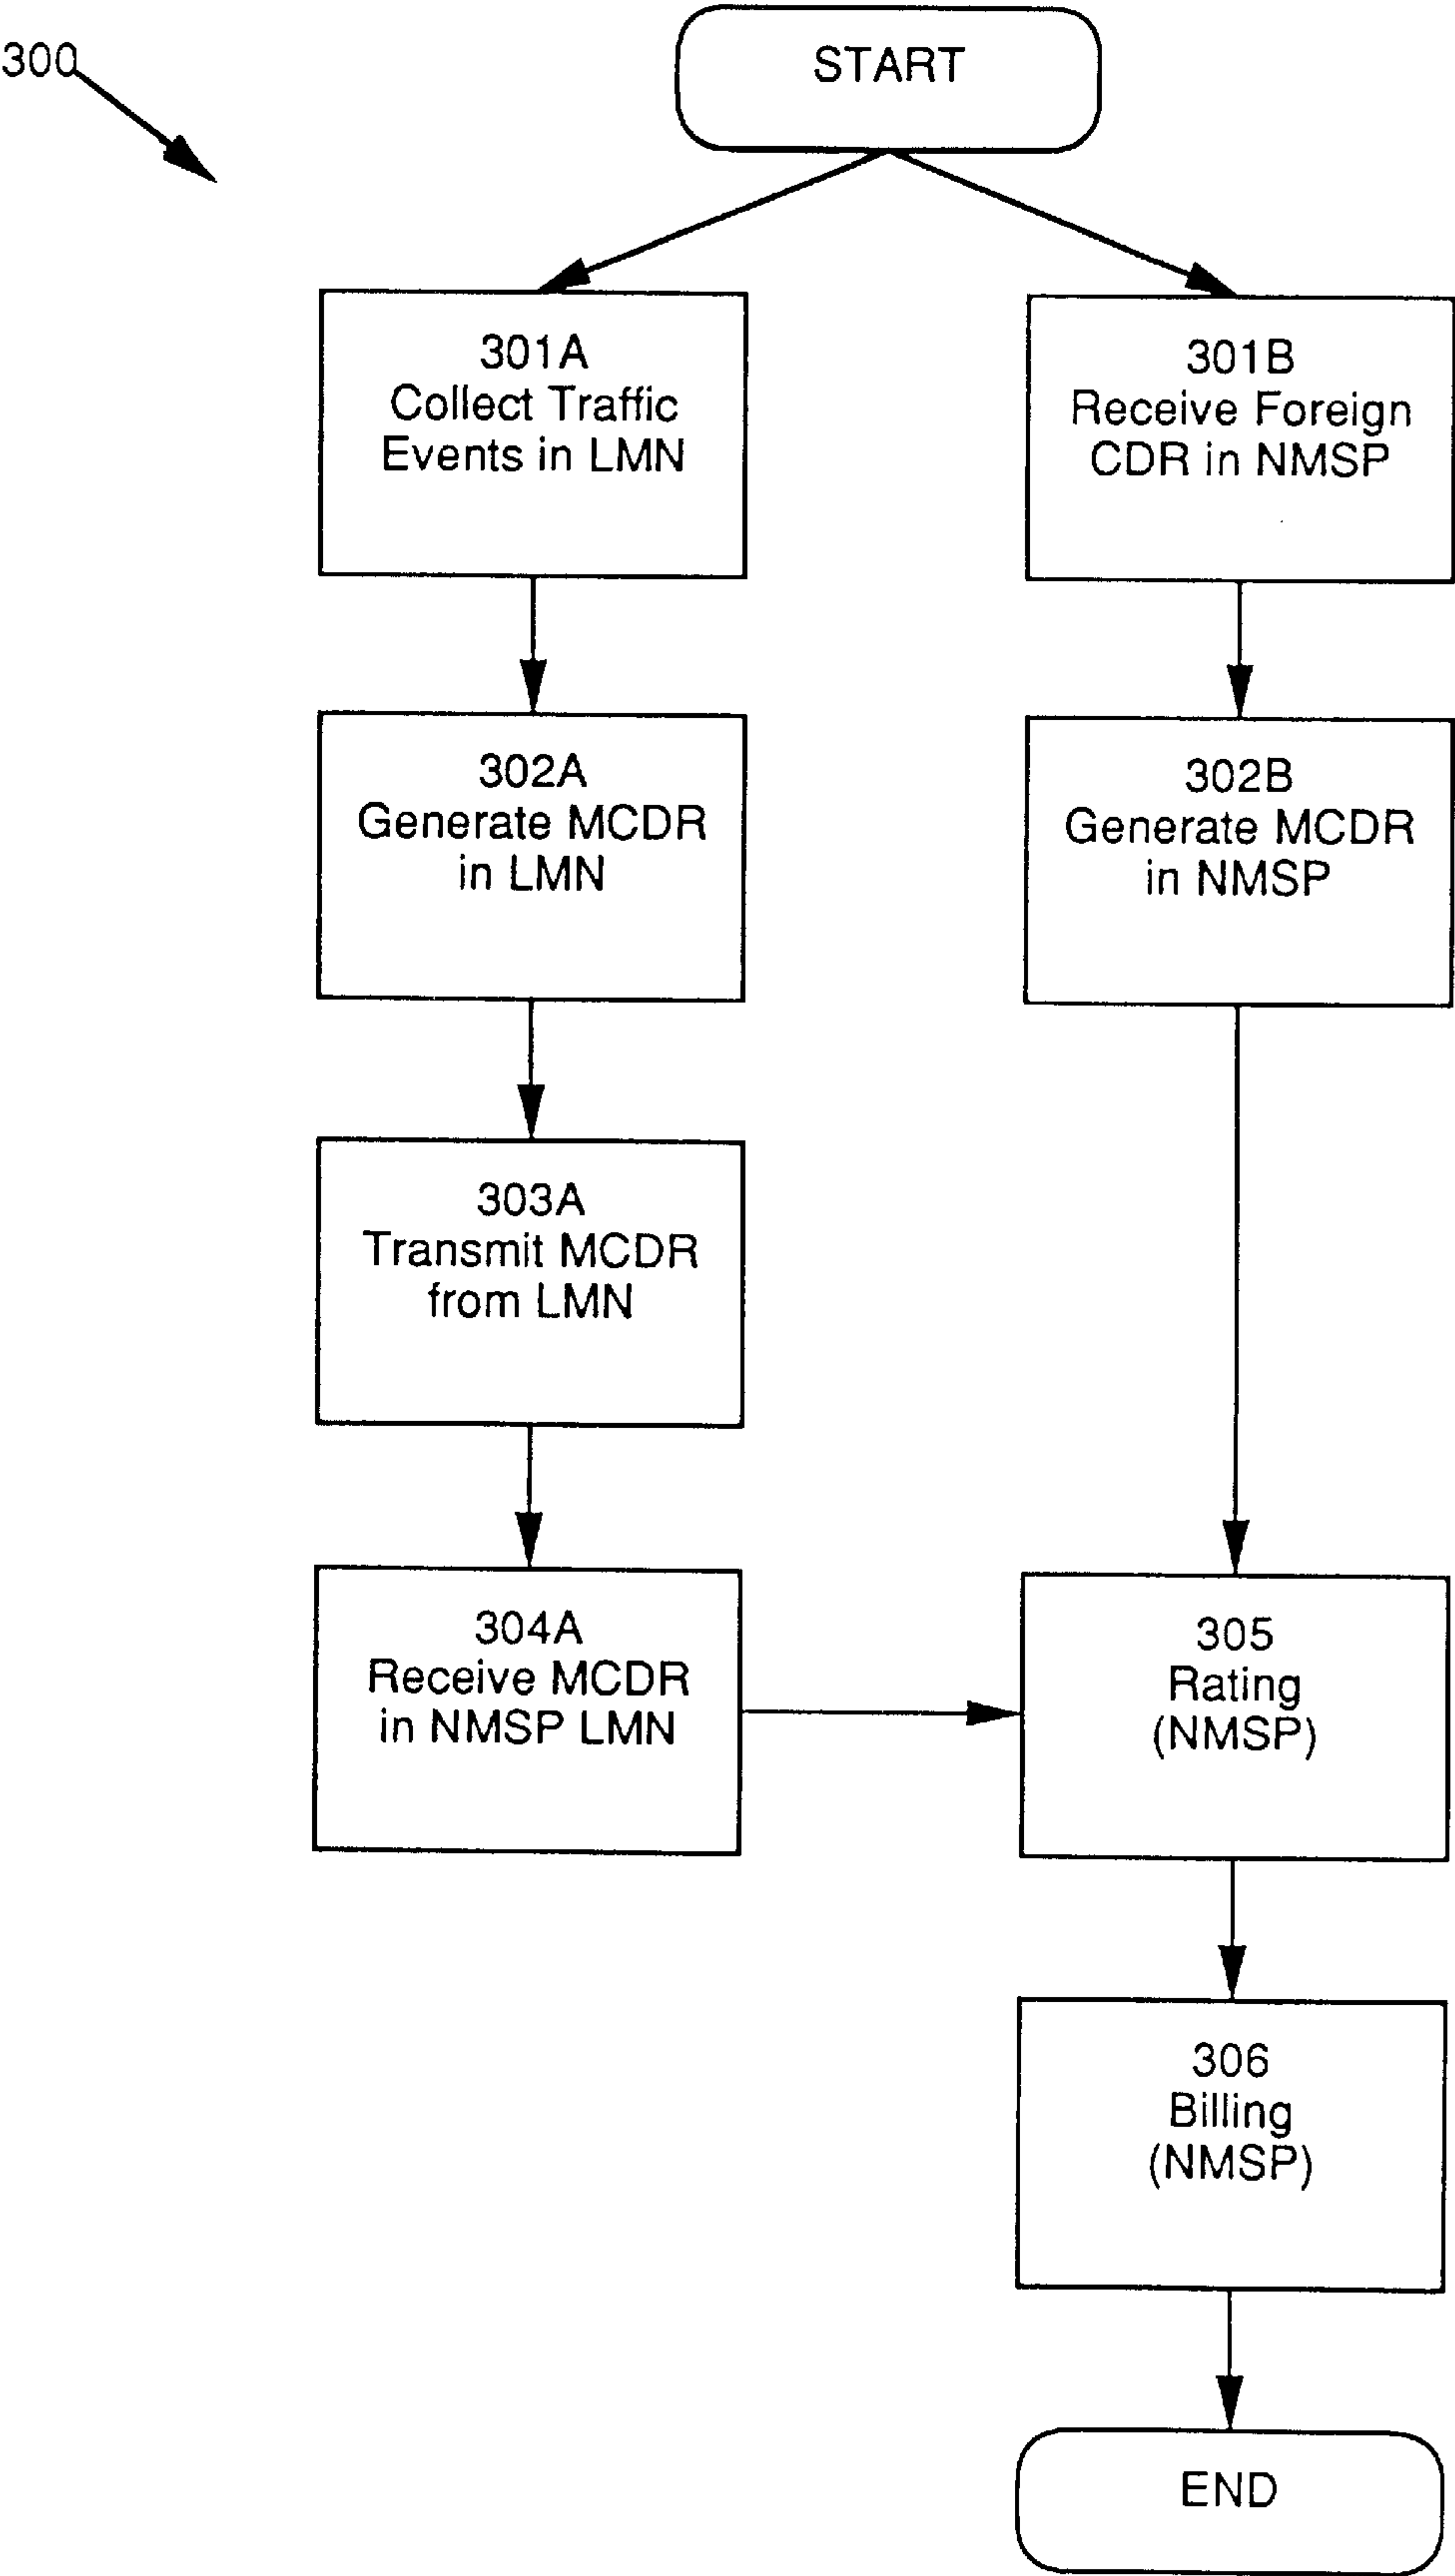 300
START
301A
Collect Traffic
Events in LMN
301B
Receive Foreign
CDR in NMSP
302A
Generate MCDR
in LMN
302B
Generate MCDR
in NMSP
303A
Transmit MCDR
from LMN
304A
Receive MCDR
in NMSP LMN
305
Rating
(NMSP)
306
Billing
(NMSP)
END